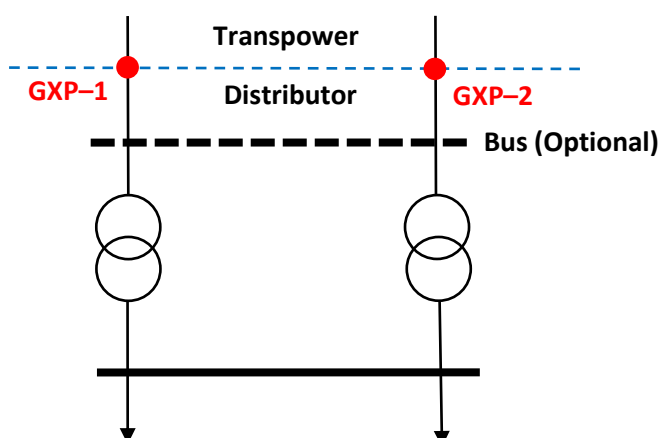 Transpower
GXP–1
Distributor
GXP–2
Bus (Optional)